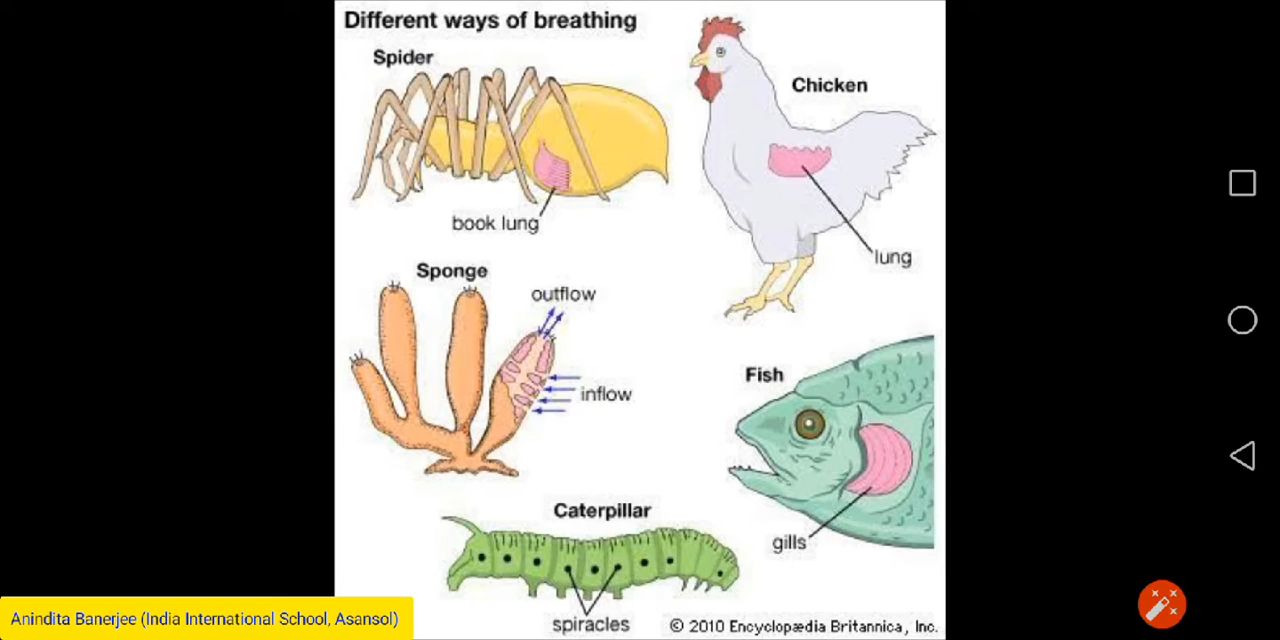 Different ways of breathing
Spider
Chicken
book lung
lung
Sponge
outflow
inflow
Fish
gills
Caterpillar
spiracles
© 2010 Encyclopædia Britannica, Inc.
Anindita Banerjee (India International School, Asansol)